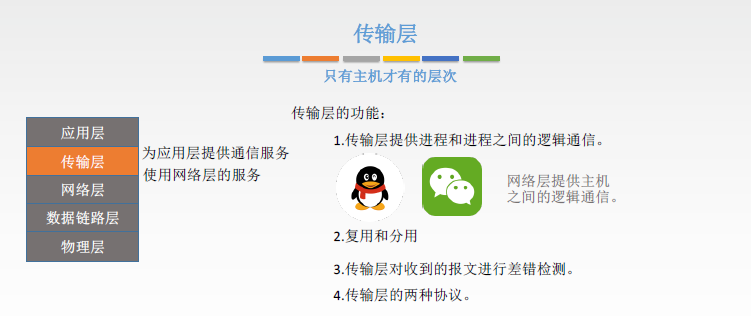 传输层
只有主机才有的层次
传输层的功能：
应用层
传输层
网络层
数据链路层
物理层
为应用层提供通信服务
使用网络层的服务
1.传输层提供进程和进程之间的逻辑通信。
网络层提供主机
之间的逻辑通信。
2.复用和分用
3.传输层对收到的报文进行差错检测。
4.传输层的两种协议。